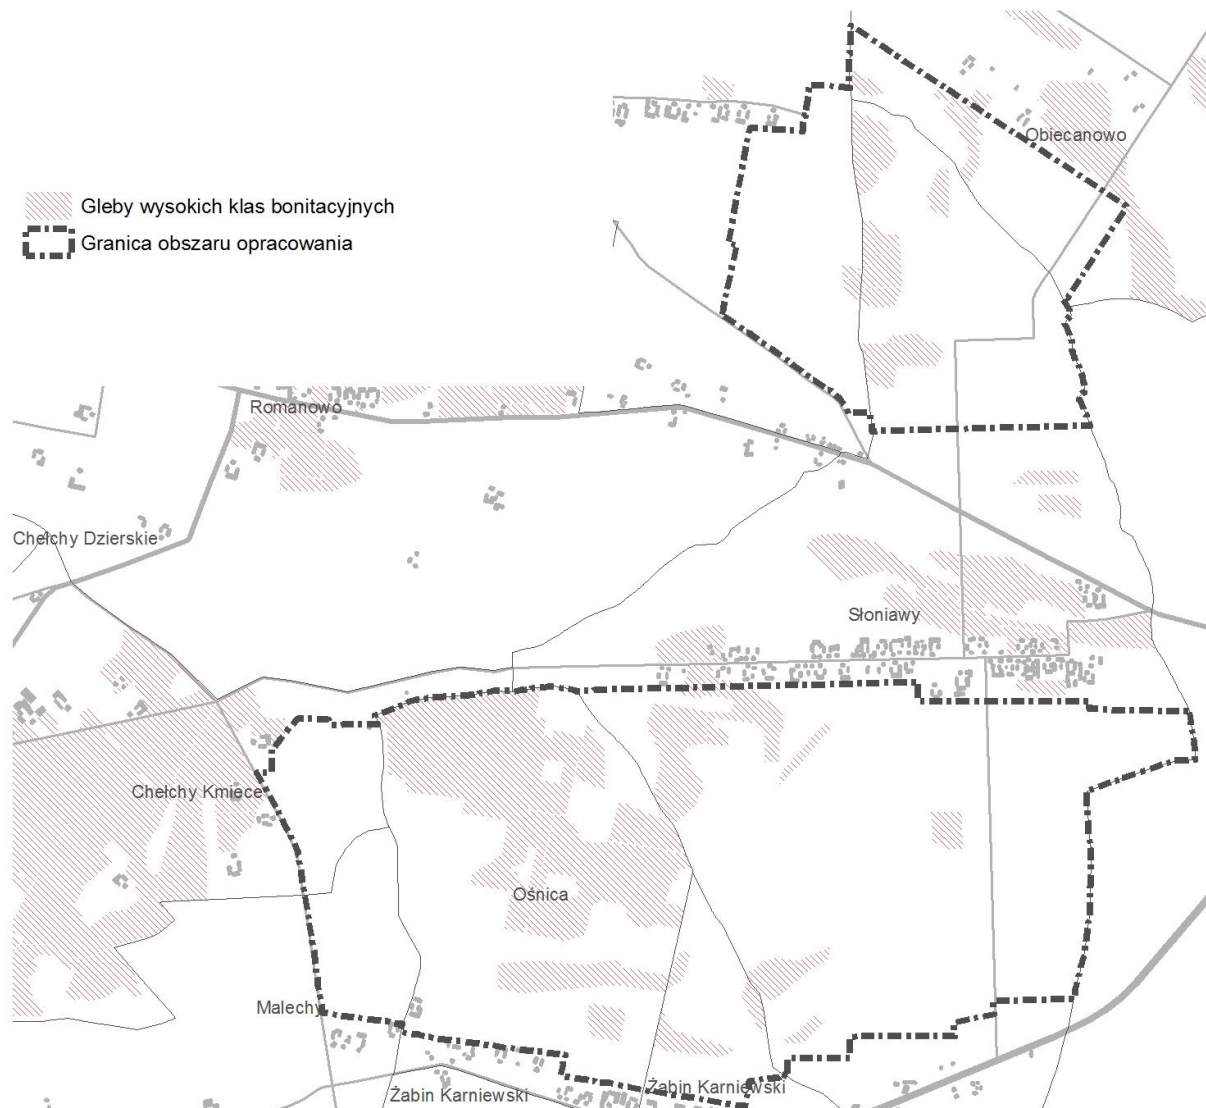 Obiecanowo
Gleby wysokich klas bonitacyjnych
Granica obszaru opracowania
Romanowo
Chełchy Dzierskie
Słoniawy
Chełchy Kmiece
Ośnica
Malechy
Żabin Karniewski
Żabin Karniewski